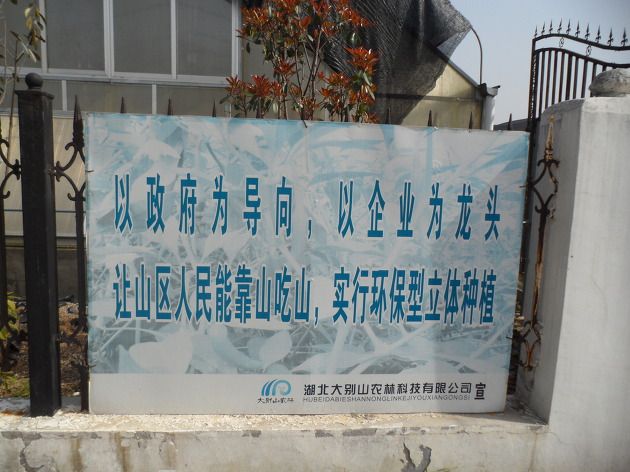 以政府为导向，以企业为龙头
让山区人民能靠山吃山，实行环保型立体种植
大别山农林
湖北大别山农林科技有限公司 宣
HUBEIDABIESHANNONGLINKEJIYOUXIANGONGSI